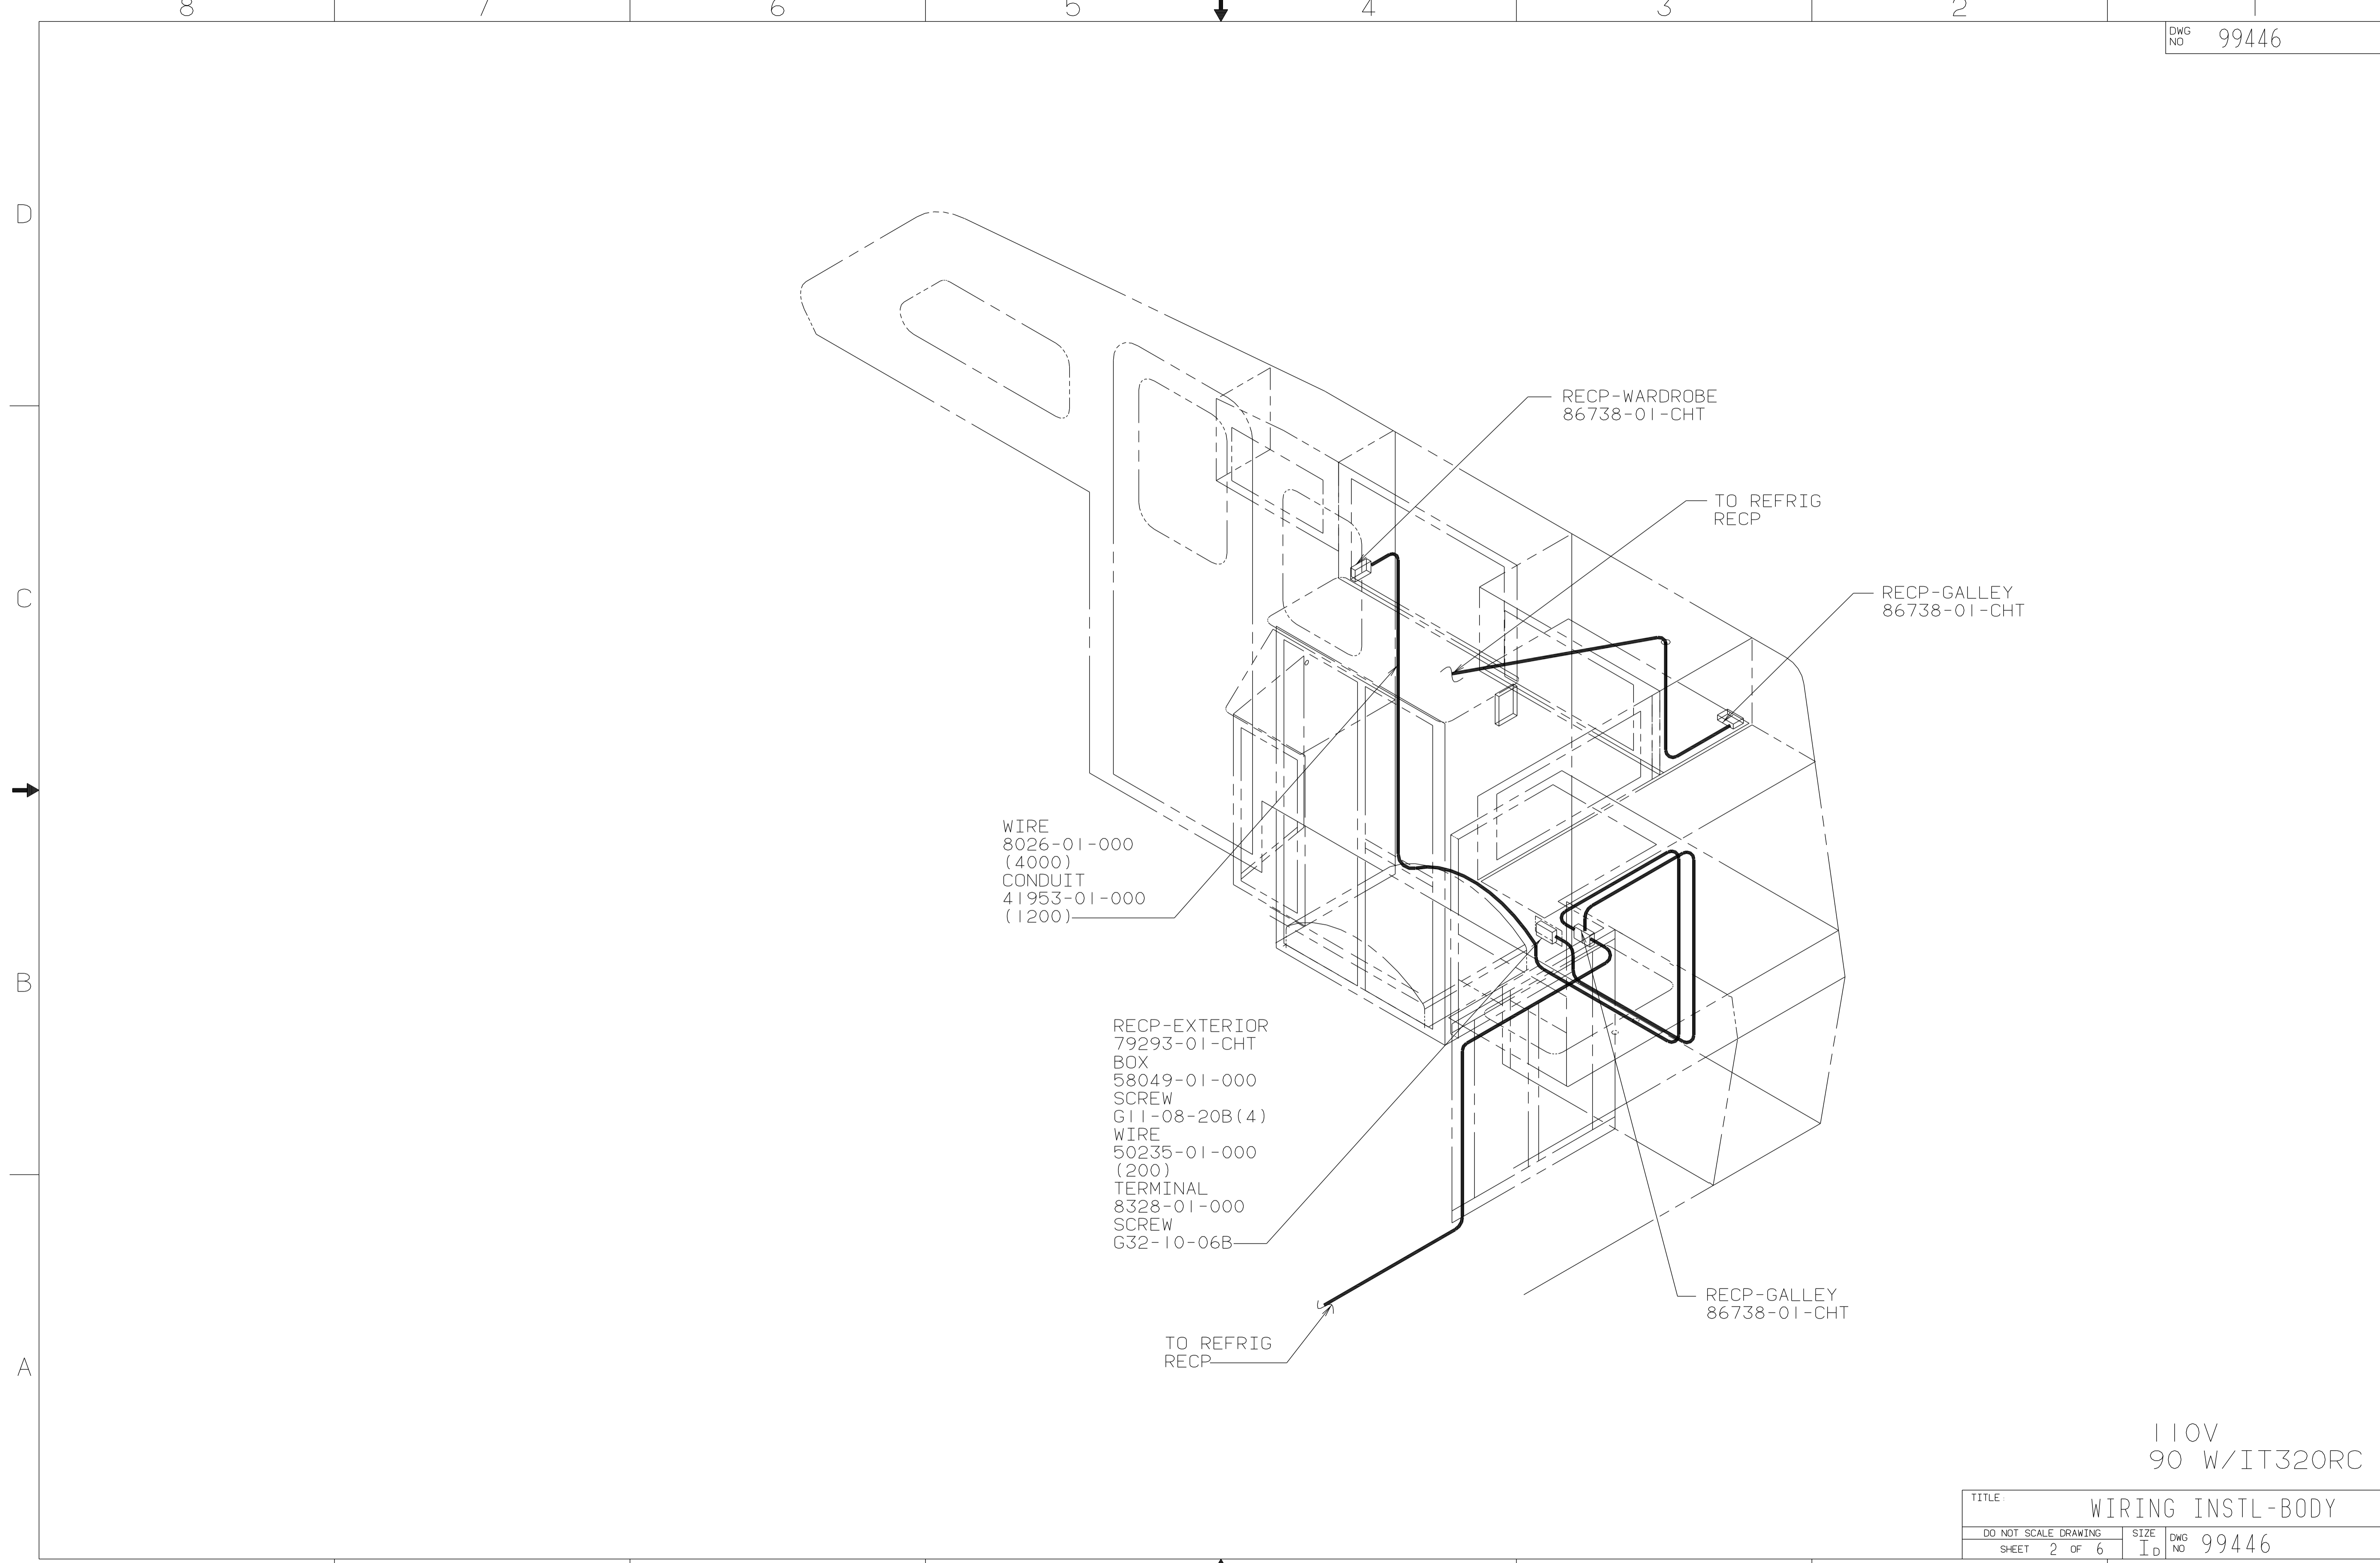 8 7 6 5 4 3 2
DWG NO 99446
D
C
B
A
RECP-WARDROBE
86738-01-CHT
TO REFRIG
RECP
RECP-GALLEY
86738-01-CHT
WIRE
8026-01-000
(4000)
CONDUIT
41953-01-000
(1200)
RECP-EXTERIOR
79293-01-CHT
BOX
58049-01-000
SCREW
G11-08-20B(4)
WIRE
50235-01-000
(200)
TERMINAL
8328-01-000
SCREW
G32-10-06B
RECP-GALLEY
86738-01-CHT
TO REFRIG
RECP
110V
90 W/IT320RC
TITLE:
WIRING INSTL-BODY
DO NOT SCALE DRAWING
SHEET 2 OF 6
SIZE
ID
DWG NO 99446